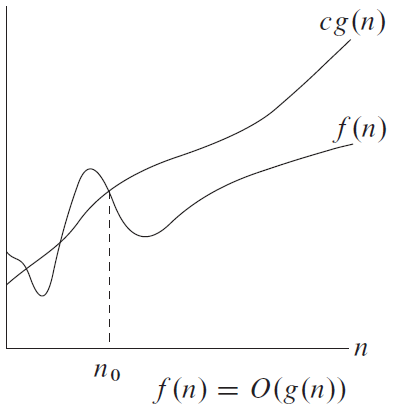 cg(n)
f(n)
n
n₀
f(n) = O(g(n))